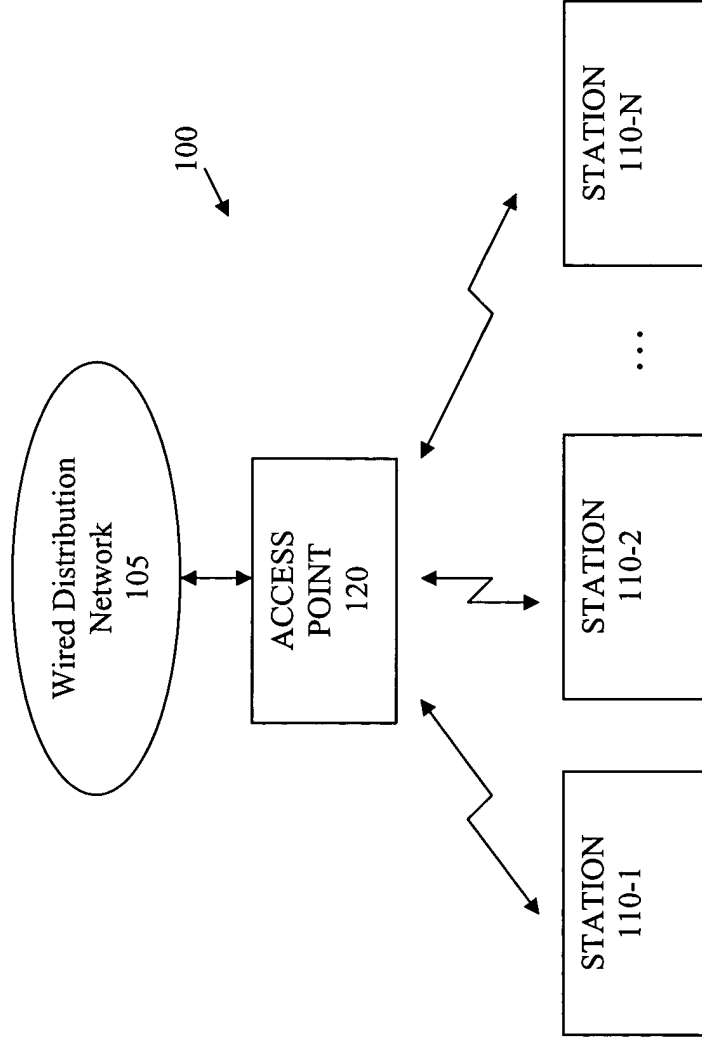 Wired Distribution
Network
105
100
ACCESS
POINT
120
STATION
110-1
STATION
110-2
...
STATION
110-N